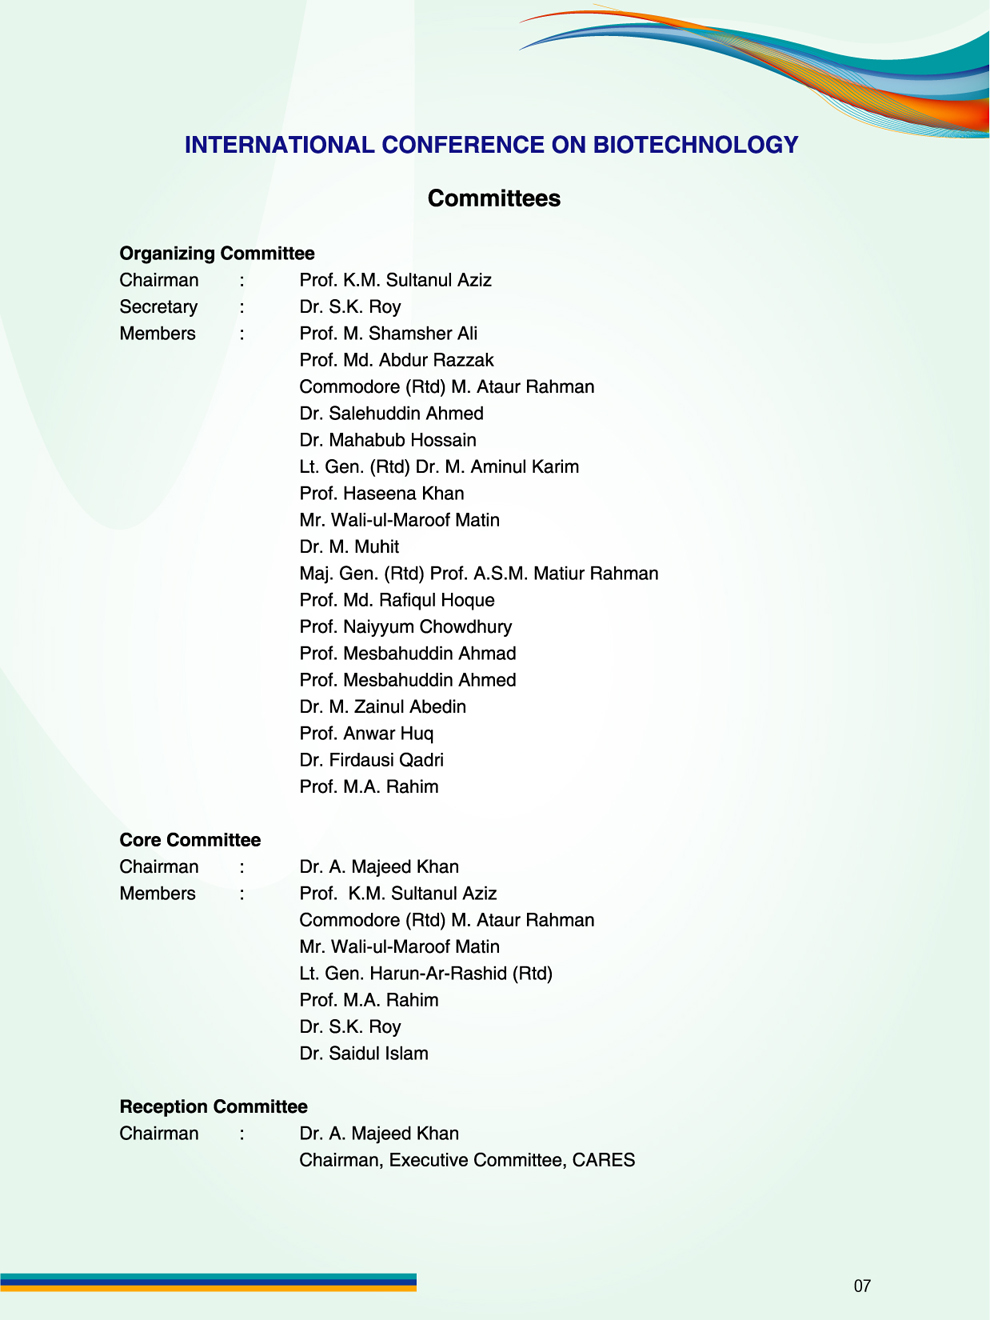 INTERNATIONAL CONFERENCE ON BIOTECHNOLOGY
Committees
Organizing Committee
Chairman : Prof. K.M. Sultanul Aziz
Secretary : Dr. S.K. Roy
Members : Prof. M. Shamsher Ali
Prof. Md. Abdur Razzak
Commodore (Rtd) M. Ataur Rahman
Dr. Salehuddin Ahmed
Dr. Mahabub Hossain
Lt. Gen. (Rtd) Dr. M. Aminul Karim
Prof. Haseena Khan
Mr. Wali-ul-Maroof Matin
Dr. M. Muhit
Maj. Gen. (Rtd) Prof. A.S.M. Matiur Rahman
Prof. Md. Rafiqul Hoque
Prof. Naiyyum Chowdhury
Prof. Mesbahuddin Ahmad
Prof. Mesbahuddin Ahmed
Dr. M. Zainul Abedin
Prof. Anwar Huq
Dr. Firdausi Qadri
Prof. M.A. Rahim
Core Committee
Chairman : Dr. A. Majeed Khan
Members : Prof. K.M. Sultanul Aziz
Commodore (Rtd) M. Ataur Rahman
Mr. Wali-ul-Maroof Matin
Lt. Gen. Harun-Ar-Rashid (Rtd)
Prof. M.A. Rahim
Dr. S.K. Roy
Dr. Saidul Islam
Reception Committee
Chairman : Dr. A. Majeed Khan
Chairman, Executive Committee, CARES
07